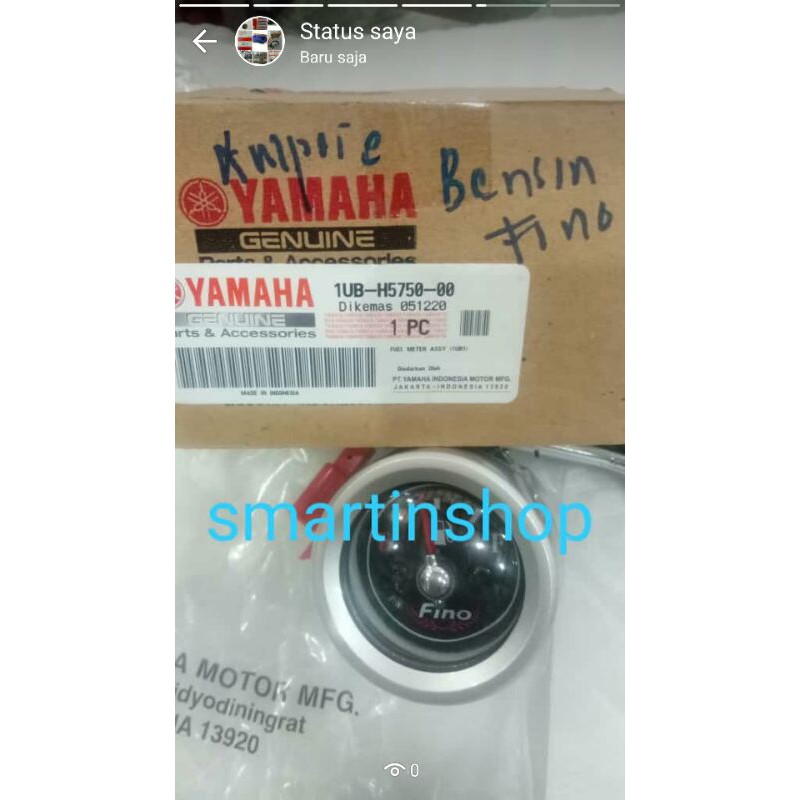 Status saya
Baru saja
Ampere Bensin
Fino
YAMAHA
GENUINE
Parts & Accessories
YAMAHA
GENUINE
arts & Accessories
1UB-H5750-00
Dikemas 051220
1 PC
FUEL METER ASSY (1UB1)
Diedarkan Oleh
PT.YAMAHA INDONESIA MOTOR MFG.
JAKARTA-INDONESIA 13920
MADE IN INDONESIA
smartinshop
Fino
A MOTOR MFG.
idyodiningrat
IA 13920
0